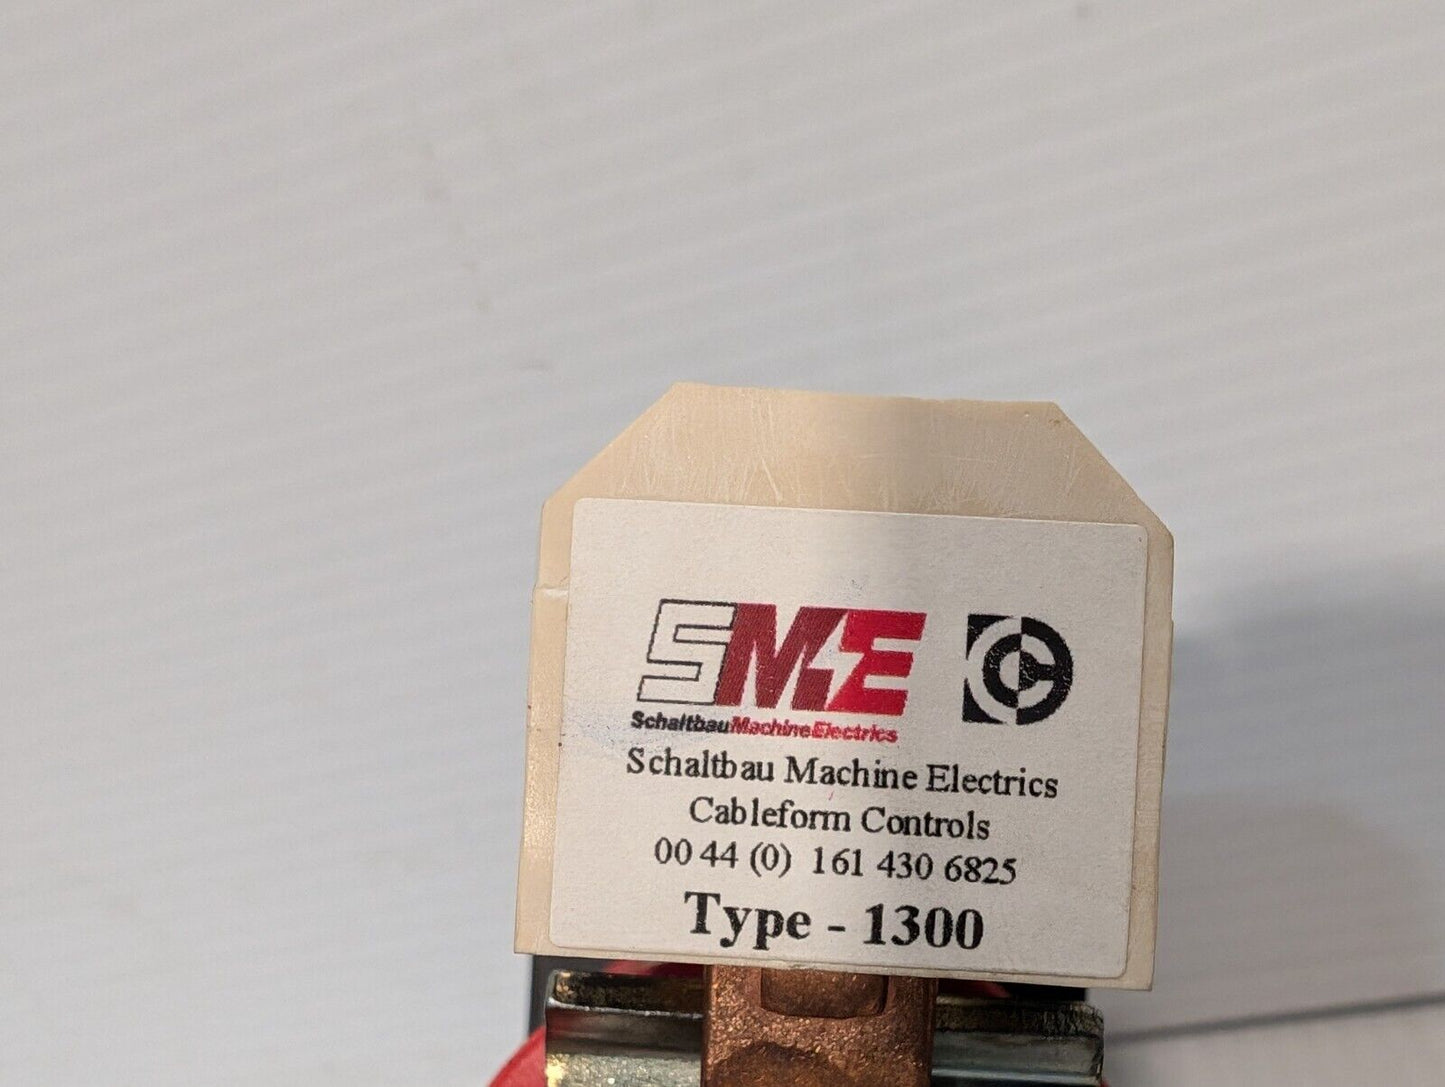 SME
SchaltbauMachineElectrics
Schaltbau Machine Electrics
Cableform Controls
00 44 (0) 161 430 6825
Type - 1300